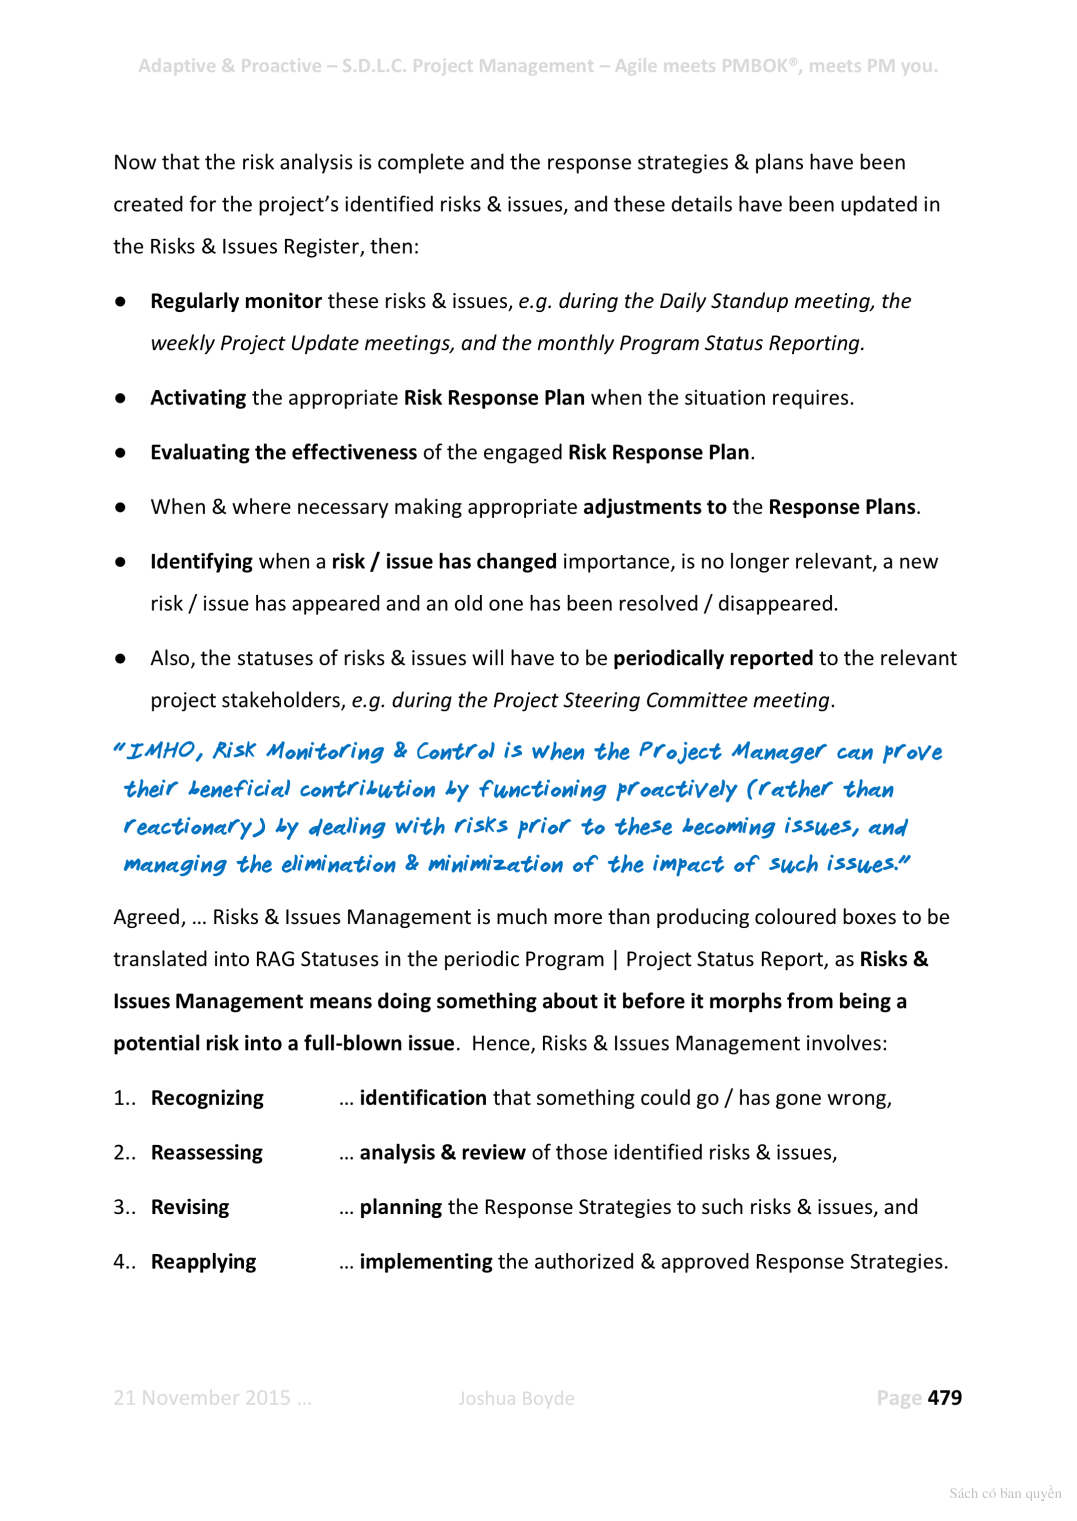 Adaptive & Proactive – S.D.L.C. Project Management – Agile meets PMBOK®, meets PM you.
Now that the risk analysis is complete and the response strategies & plans have been
created for the project’s identified risks & issues, and these details have been updated in
the Risks & Issues Register, then:
● Regularly monitor these risks & issues, e.g. during the Daily Standup meeting, the
weekly Project Update meetings, and the monthly Program Status Reporting.
● Activating the appropriate Risk Response Plan when the situation requires.
● Evaluating the effectiveness of the engaged Risk Response Plan.
● When & where necessary making appropriate adjustments to the Response Plans.
● Identifying when a risk / issue has changed importance, is no longer relevant, a new
risk / issue has appeared and an old one has been resolved / disappeared.
● Also, the statuses of risks & issues will have to be periodically reported to the relevant
project stakeholders, e.g. during the Project Steering Committee meeting.
“IMHO, Risk Monitoring & Control is when the Project Manager can prove
their beneficial contribution by functioning proactively (rather than
reactionary) by dealing with risks prior to these becoming issues, and
managing the elimination & minimization of the impact of such issues.”
Agreed, … Risks & Issues Management is much more than producing coloured boxes to be
translated into RAG Statuses in the periodic Program | Project Status Report, as Risks &
Issues Management means doing something about it before it morphs from being a
potential risk into a full-blown issue.  Hence, Risks & Issues Management involves:
1.. Recognizing … identification that something could go / has gone wrong,
2.. Reassessing … analysis & review of those identified risks & issues,
3.. Revising … planning the Response Strategies to such risks & issues, and
4.. Reapplying … implementing the authorized & approved Response Strategies.
21 November 2015 … Joshua Boyde Page 479
Sách có bản quyền